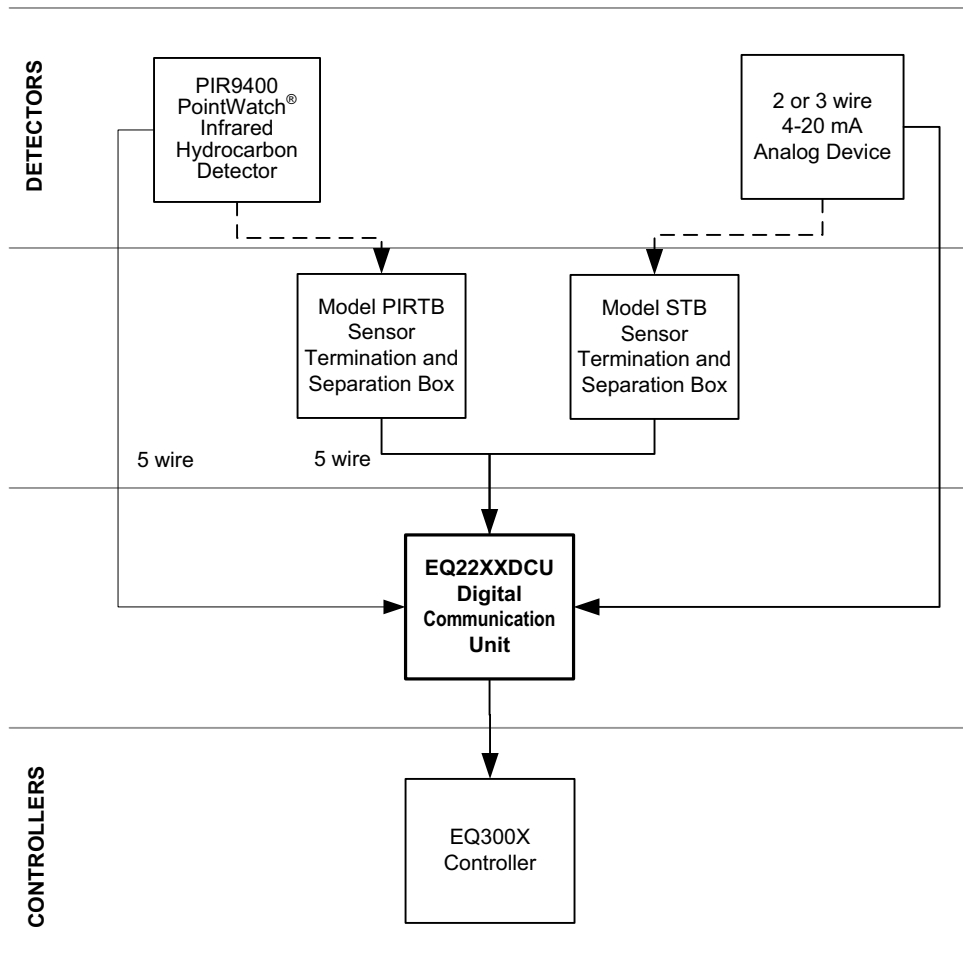 DETECTORS
PIR9400
PointWatch®
Infrared
Hydrocarbon
Detector
2 or 3 wire
4-20 mA
Analog Device
Model PIRTB
Sensor
Termination and
Separation Box
Model STB
Sensor
Termination and
Separation Box
5 wire
5 wire
EQ22XXDCU
Digital
Communication
Unit
CONTROLLERS
EQ300X
Controller